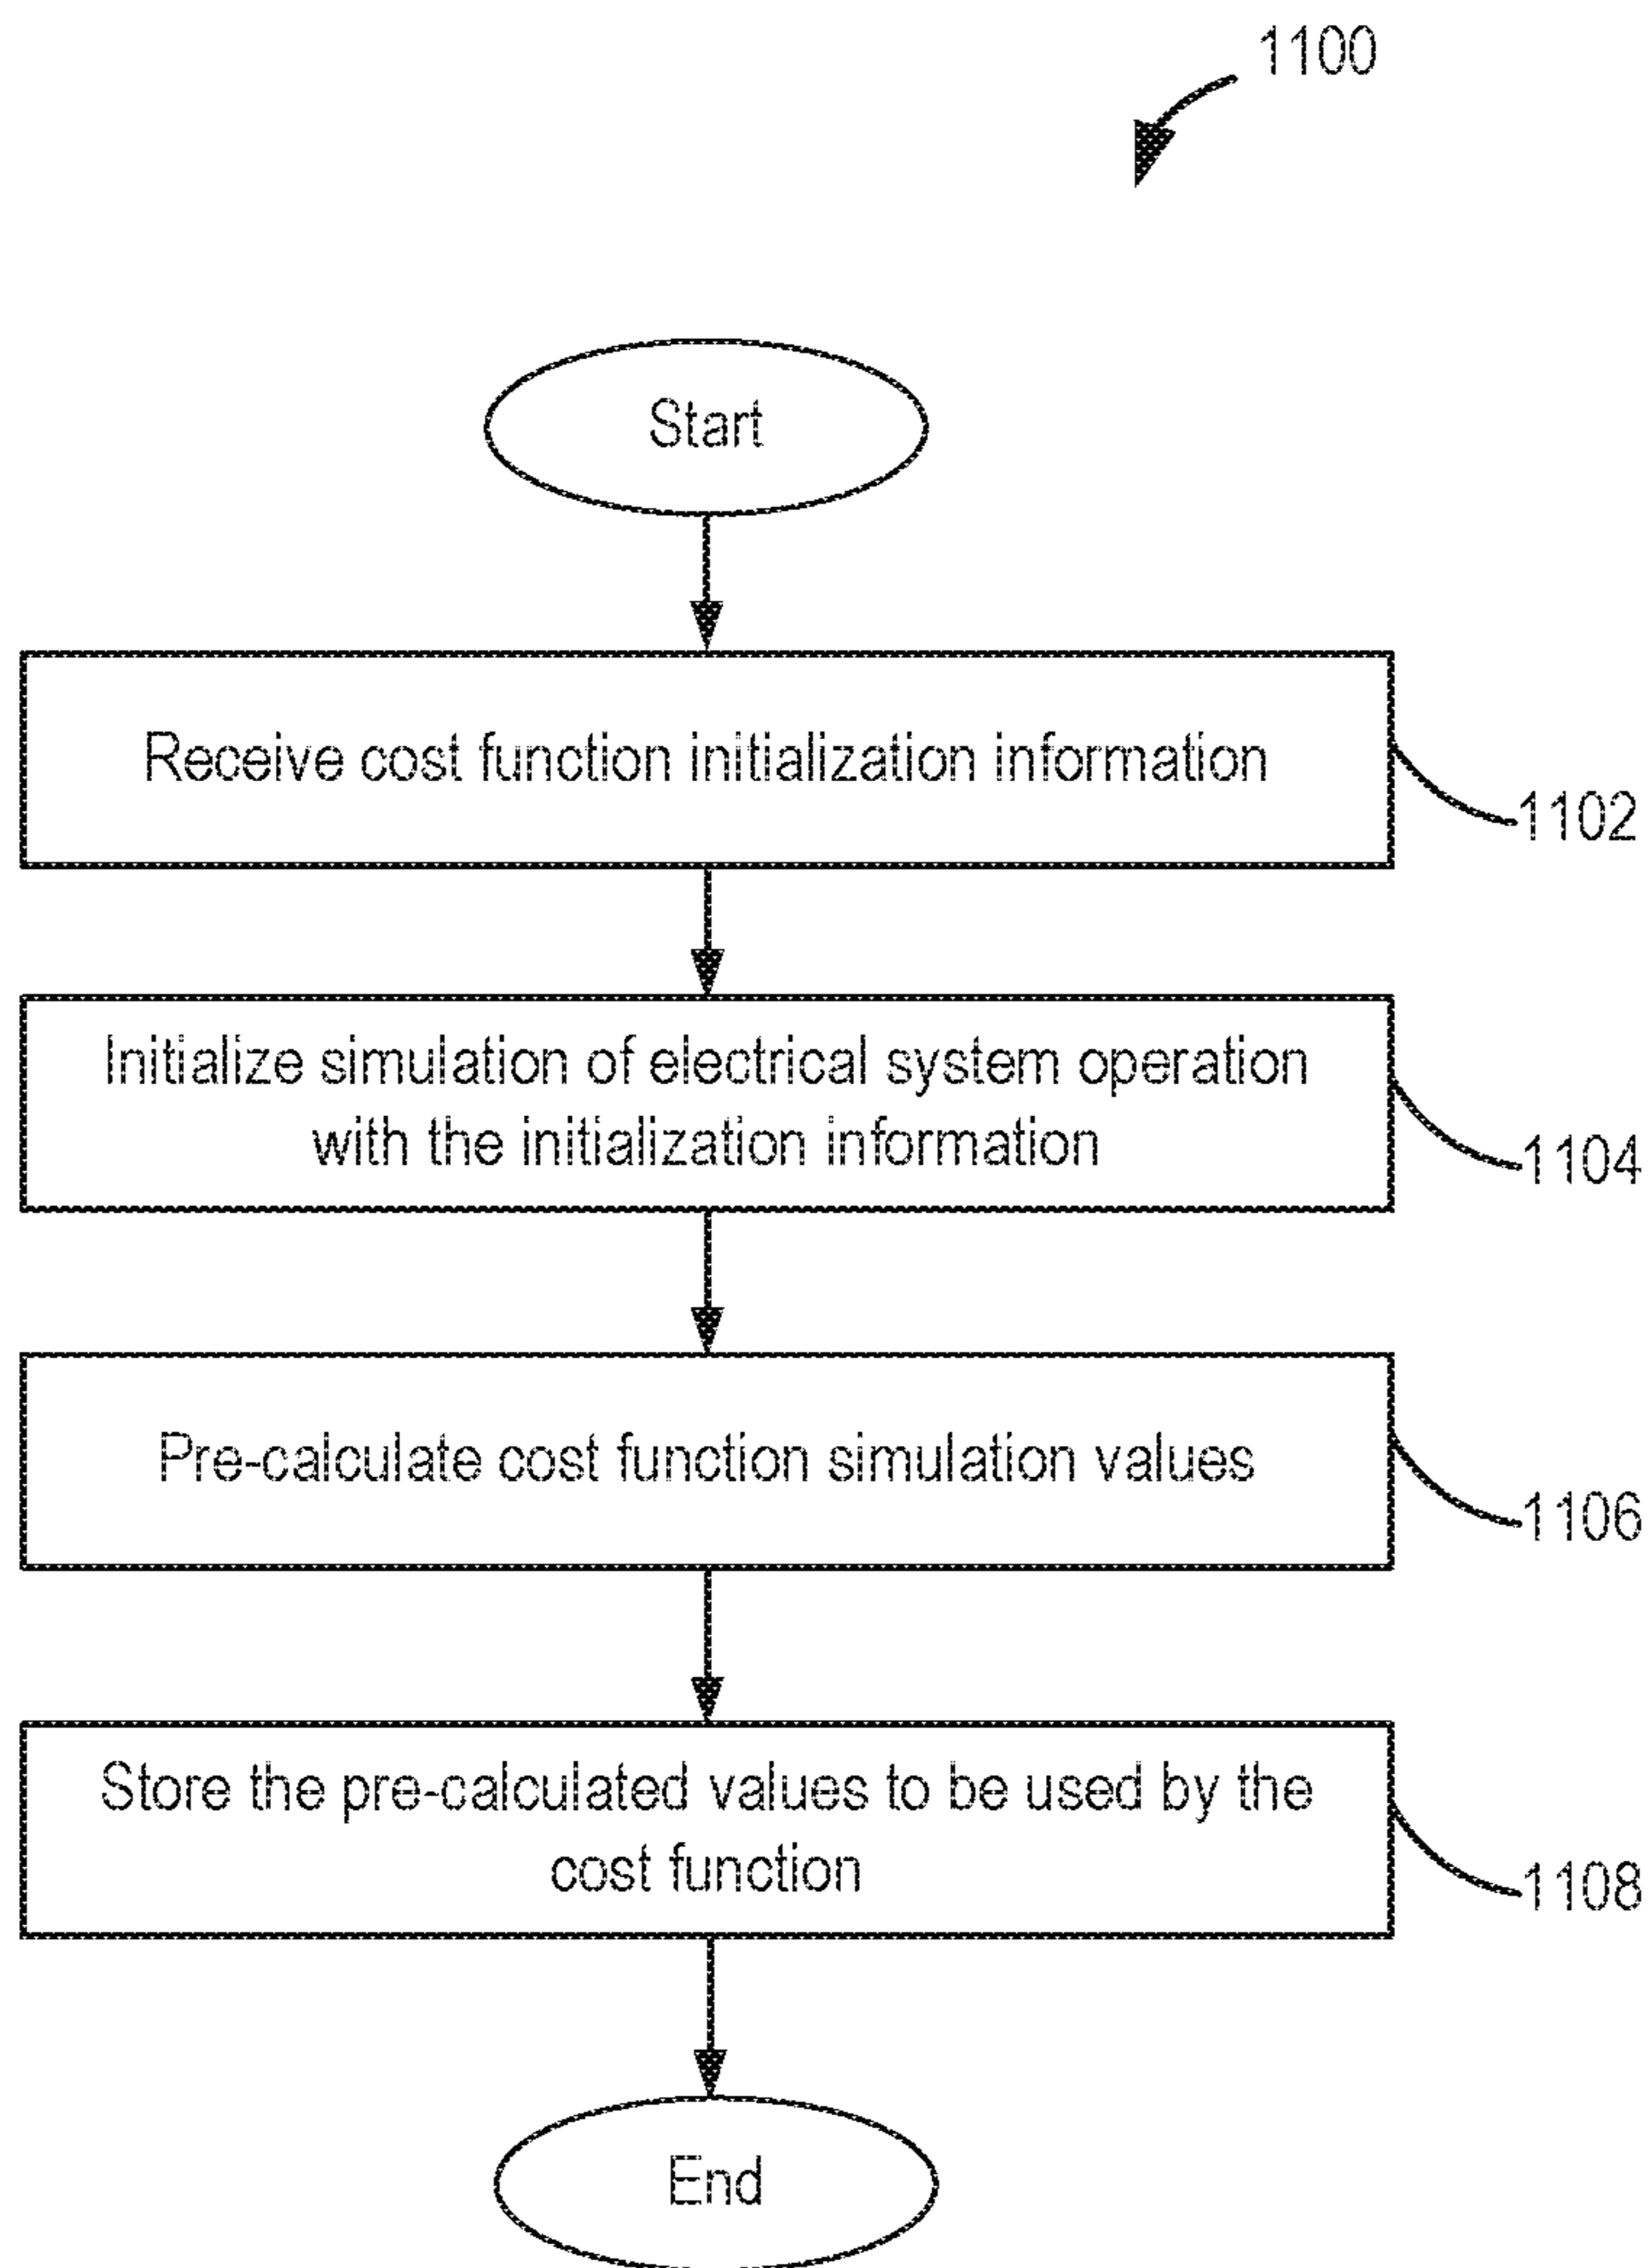 1100
Start
Receive cost function initialization information
1102
Initialize simulation of electrical system operation
with the initialization information
1104
Pre-calculate cost function simulation values
1106
Store the pre-calculated values to be used by the
cost function
1108
End